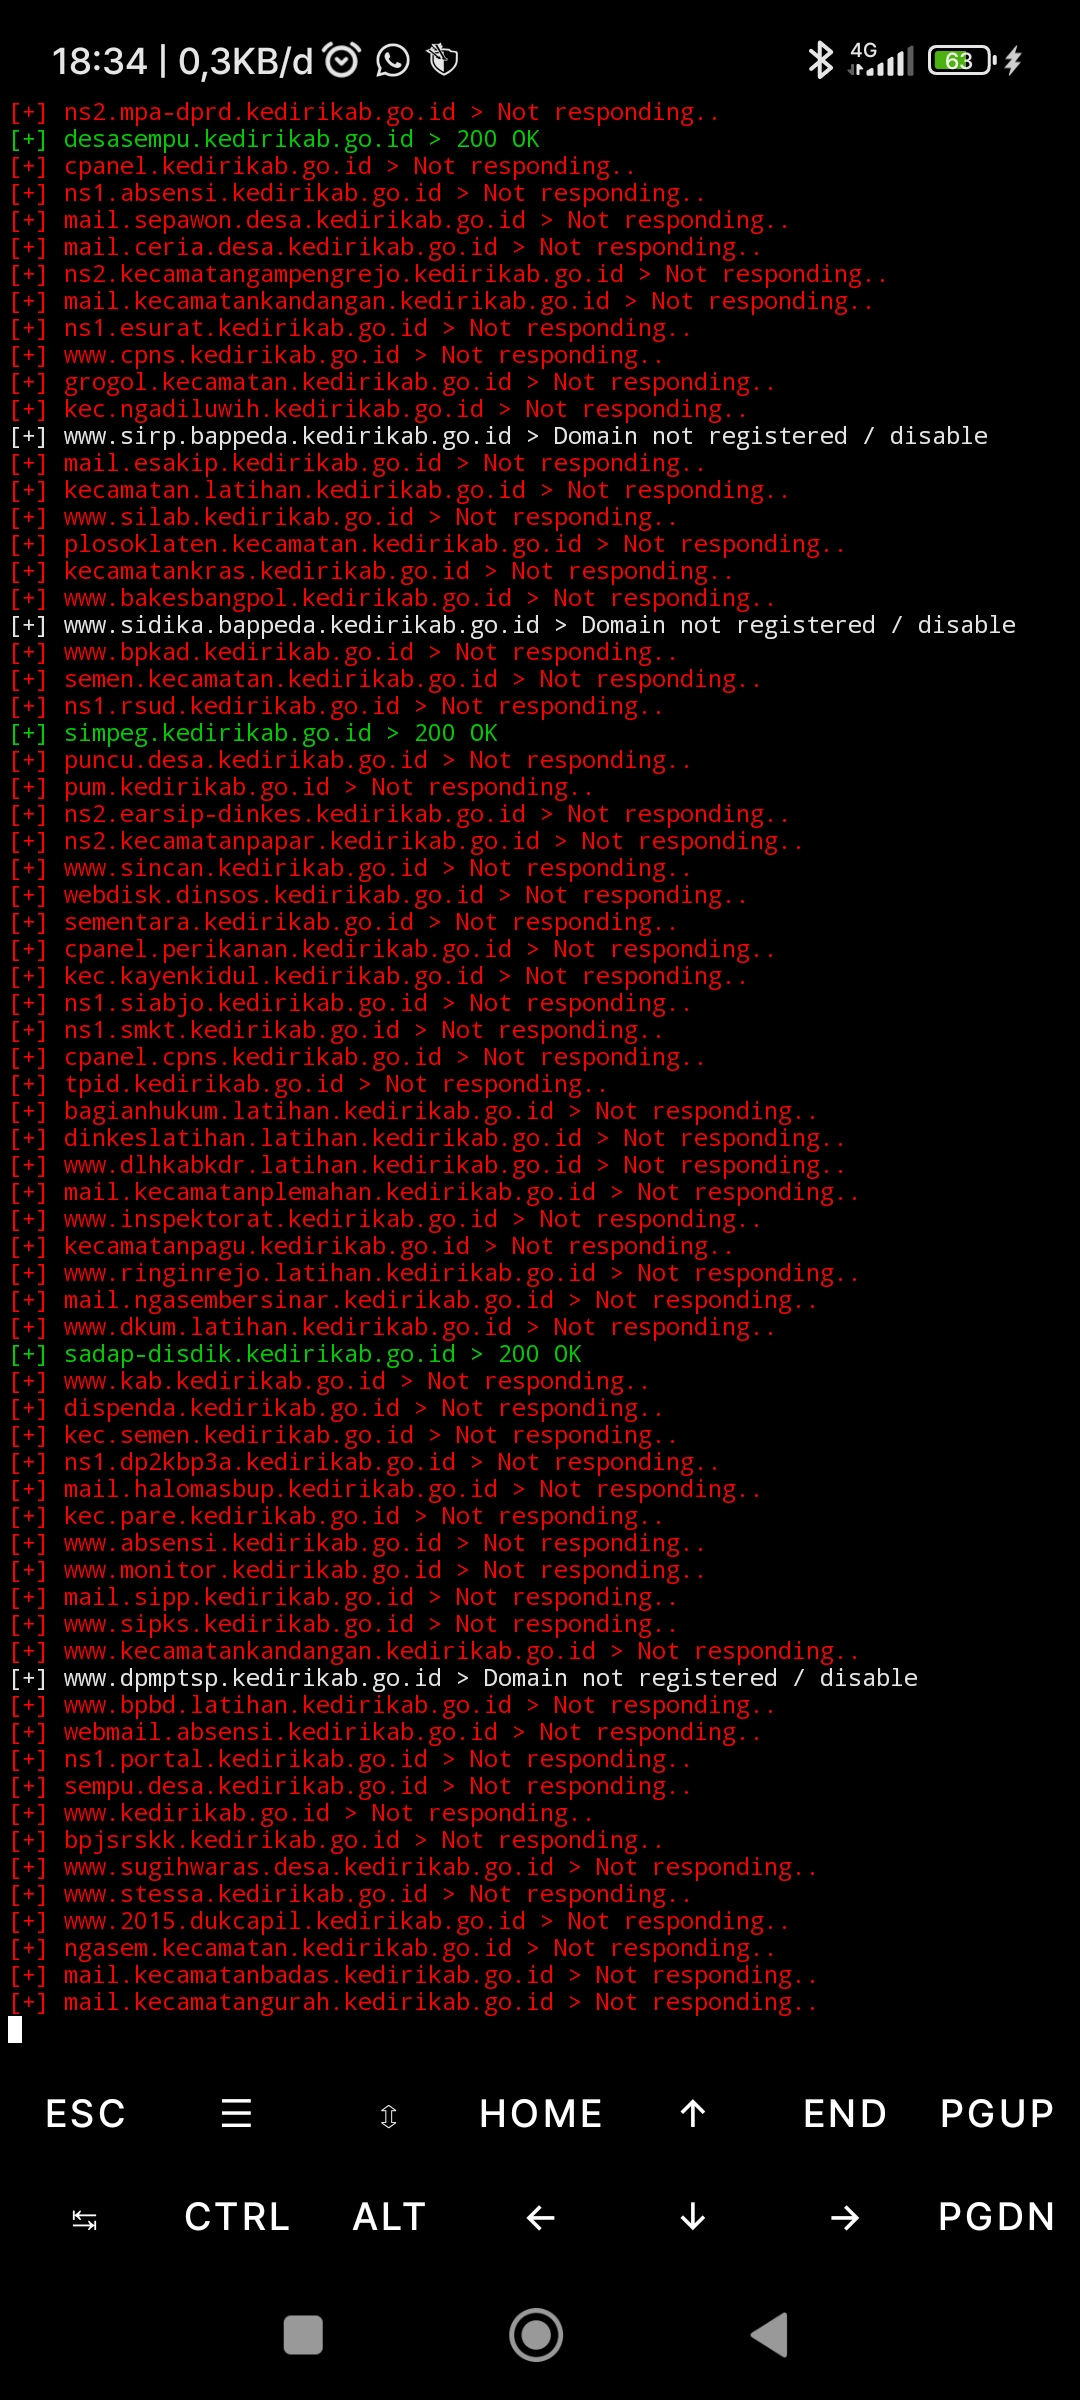 18:34 | 0,3KB/d
4G
63
[+] ns2.mpa-dprd.kedirikab.go.id > Not responding..
[+] desasempu.kedirikab.go.id > 200 OK
[+] cpanel.kedirikab.go.id > Not responding..
[+] ns1.absensi.kedirikab.go.id > Not responding..
[+] mail.sepawon.desa.kedirikab.go.id > Not responding..
[+] mail.ceria.desa.kedirikab.go.id > Not responding..
[+] ns2.kecamatangampengrejo.kedirikab.go.id > Not responding..
[+] mail.kecamatankandangan.kedirikab.go.id > Not responding..
[+] ns1.esurat.kedirikab.go.id > Not responding..
[+] www.cpns.kedirikab.go.id > Not responding..
[+] grogol.kecamatan.kedirikab.go.id > Not responding..
[+] kec.ngadiluwih.kedirikab.go.id > Not responding..
[+] www.sirp.bappeda.kedirikab.go.id > Domain not registered / disable
[+] mail.esakip.kedirikab.go.id > Not responding..
[+] kecamatan.latihan.kedirikab.go.id > Not responding..
[+] www.silab.kedirikab.go.id > Not responding..
[+] plosoklaten.kecamatan.kedirikab.go.id > Not responding..
[+] kecamatankras.kedirikab.go.id > Not responding..
[+] www.bakesbangpol.kedirikab.go.id > Not responding..
[+] www.sidika.bappeda.kedirikab.go.id > Domain not registered / disable
[+] www.bpkad.kedirikab.go.id > Not responding..
[+] semen.kecamatan.kedirikab.go.id > Not responding..
[+] ns1.rsud.kedirikab.go.id > Not responding..
[+] simpeg.kedirikab.go.id > 200 OK
[+] puncu.desa.kedirikab.go.id > Not responding..
[+] pum.kedirikab.go.id > Not responding..
[+] ns2.earsip-dinkes.kedirikab.go.id > Not responding..
[+] ns2.kecamatanpapar.kedirikab.go.id > Not responding..
[+] www.sincan.kedirikab.go.id > Not responding..
[+] webdisk.dinsos.kedirikab.go.id > Not responding..
[+] sementara.kedirikab.go.id > Not responding..
[+] cpanel.perikanan.kedirikab.go.id > Not responding..
[+] kec.kayenkidul.kedirikab.go.id > Not responding..
[+] ns1.siabjo.kedirikab.go.id > Not responding..
[+] ns1.smkt.kedirikab.go.id > Not responding..
[+] cpanel.cpns.kedirikab.go.id > Not responding..
[+] tpid.kedirikab.go.id > Not responding..
[+] bagianhukum.latihan.kedirikab.go.id > Not responding..
[+] dinkeslatihan.latihan.kedirikab.go.id > Not responding..
[+] www.dlhkabkdr.latihan.kedirikab.go.id > Not responding..
[+] mail.kecamatanplemahan.kedirikab.go.id > Not responding..
[+] www.inspektorat.kedirikab.go.id > Not responding..
[+] kecamatanpagu.kedirikab.go.id > Not responding..
[+] www.ringinrejo.latihan.kedirikab.go.id > Not responding..
[+] mail.ngasembersinar.kedirikab.go.id > Not responding..
[+] www.dkum.latihan.kedirikab.go.id > Not responding..
[+] sadap-disdik.kedirikab.go.id > 200 OK
[+] www.kab.kedirikab.go.id > Not responding..
[+] dispenda.kedirikab.go.id > Not responding..
[+] kec.semen.kedirikab.go.id > Not responding..
[+] ns1.dp2kbp3a.kedirikab.go.id > Not responding..
[+] mail.halomasbup.kedirikab.go.id > Not responding..
[+] kec.pare.kedirikab.go.id > Not responding..
[+] www.absensi.kedirikab.go.id > Not responding..
[+] www.monitor.kedirikab.go.id > Not responding..
[+] mail.sipp.kedirikab.go.id > Not responding..
[+] www.sipks.kedirikab.go.id > Not responding..
[+] www.kecamatankandangan.kedirikab.go.id > Not responding..
[+] www.dpmptsp.kedirikab.go.id > Domain not registered / disable
[+] www.bpbd.latihan.kedirikab.go.id > Not responding..
[+] webmail.absensi.kedirikab.go.id > Not responding..
[+] ns1.portal.kedirikab.go.id > Not responding..
[+] sempu.desa.kedirikab.go.id > Not responding..
[+] www.kedirikab.go.id > Not responding..
[+] bpjsrskk.kedirikab.go.id > Not responding..
[+] www.sugihwaras.desa.kedirikab.go.id > Not responding..
[+] www.stessa.kedirikab.go.id > Not responding..
[+] www.2015.dukcapil.kedirikab.go.id > Not responding..
[+] ngasem.kecamatan.kedirikab.go.id > Not responding..
[+] mail.kecamatanbadas.kedirikab.go.id > Not responding..
[+] mail.kecamatangurah.kedirikab.go.id > Not responding..
ESC ☰ ⇳ HOME ↑ END PGUP
↹ CTRL ALT ← ↓ → PGDN